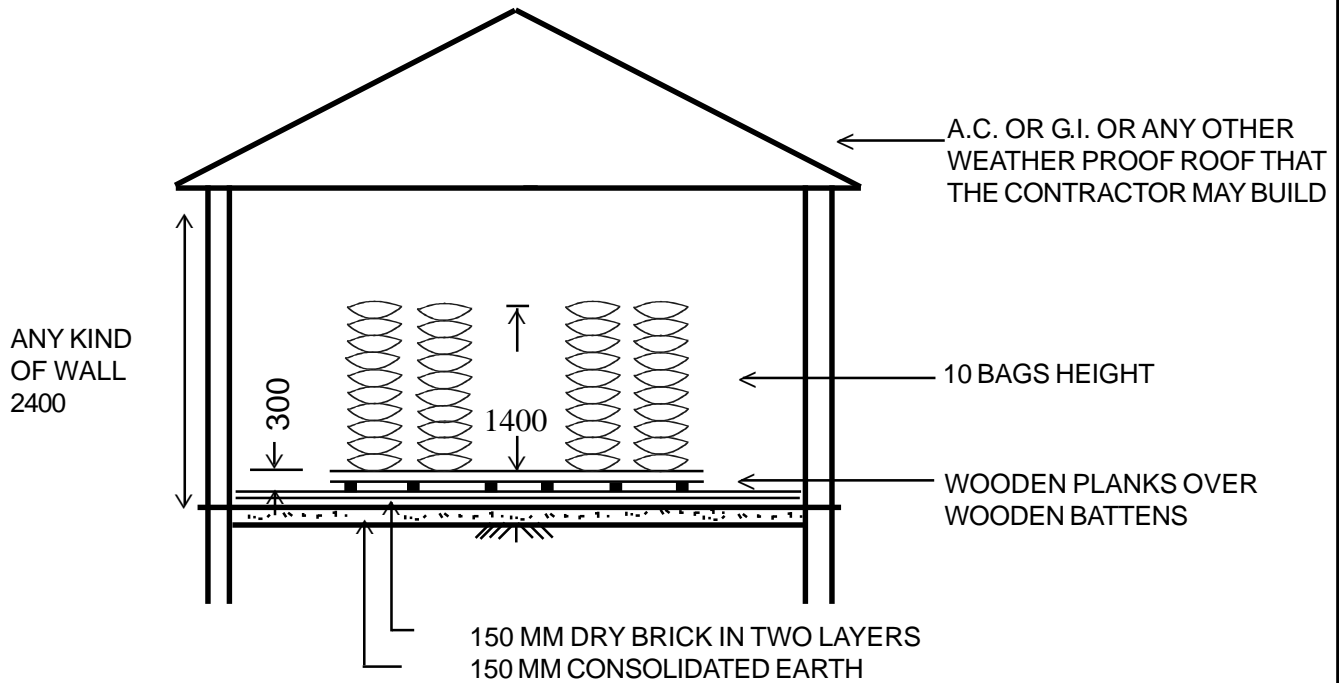 A.C. OR G.I. OR ANY OTHER
WEATHER PROOF ROOF THAT
THE CONTRACTOR MAY BUILD
ANY KIND
OF WALL
2400
300
1400
10 BAGS HEIGHT
WOODEN PLANKS OVER
WOODEN BATTENS
150 MM DRY BRICK IN TWO LAYERS
150 MM CONSOLIDATED EARTH